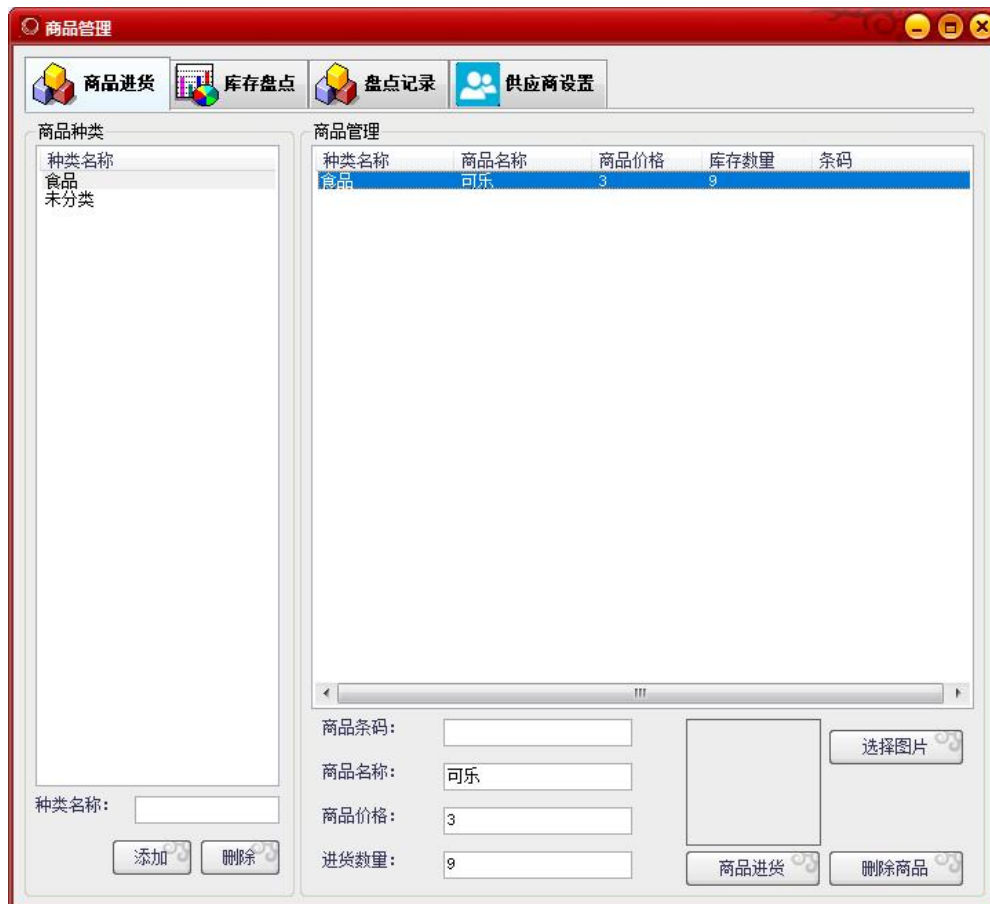 商品管理
商品进货 库存盘点 盘点记录 供应商设置
商品种类
种类名称
食品
未分类
种类名称：
添加 删除
商品管理
种类名称 商品名称 商品价格 库存数量 条码
食品 可乐 3 9
商品条码：
选择图片
商品名称： 可乐
商品价格： 3
进货数量： 9
商品进货 删除商品